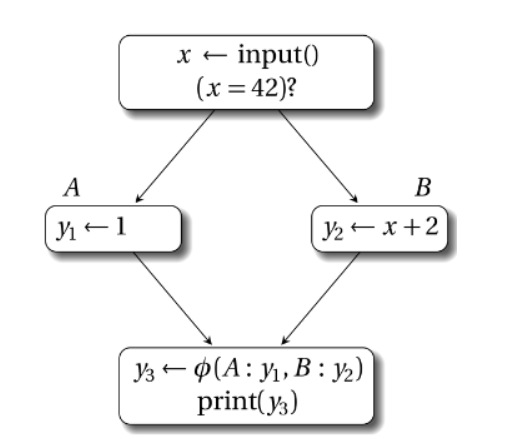 x ← input()
(x = 42)?
A
B
y₁ ← 1
y₂ ← x + 2
y₃ ← ϕ(A : y₁, B : y₂)
print(y₃)